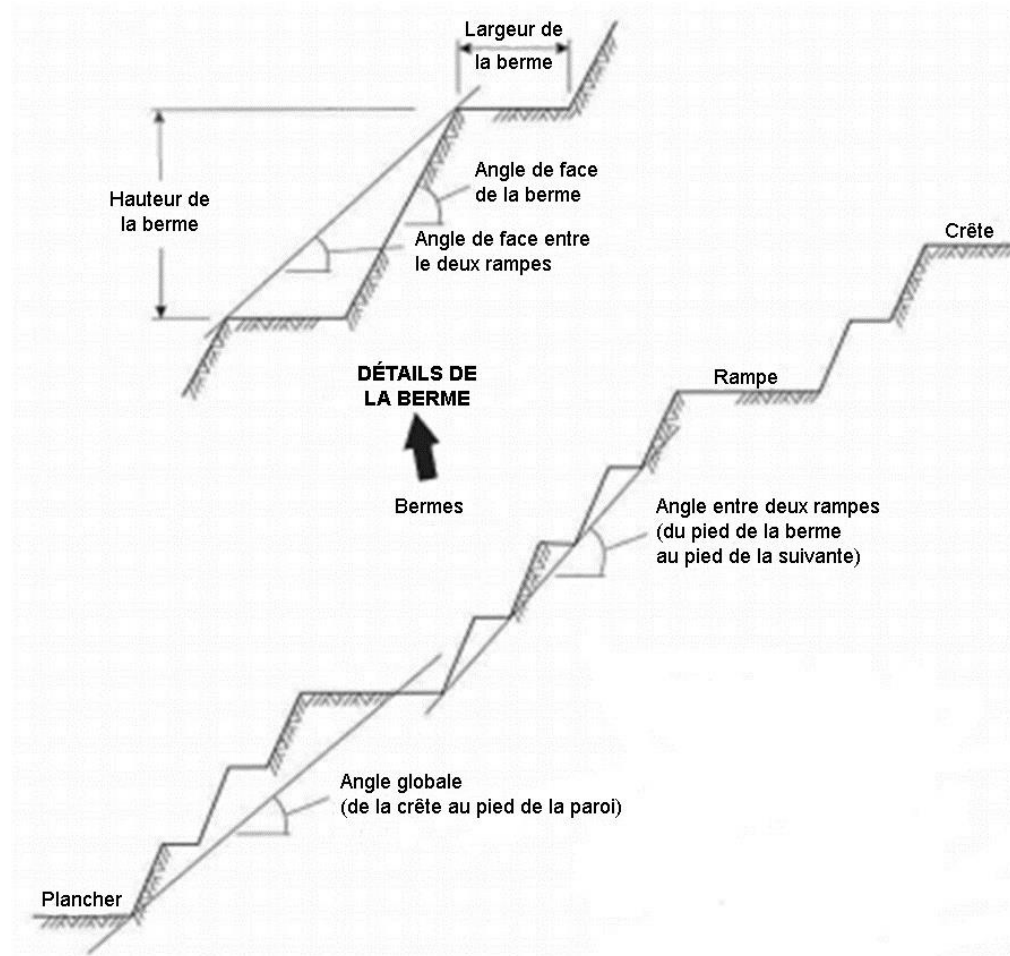 Largeur de
la berme
Hauteur de
la berme
Angle de face
de la berme
Angle de face entre
le deux rampes
Crête
DÉTAILS DE
LA BERME
Rampe
Bermes
Angle entre deux rampes
(du pied de la berme
au pied de la suivante)
Angle globale
(de la crête au pied de la paroi)
Plancher